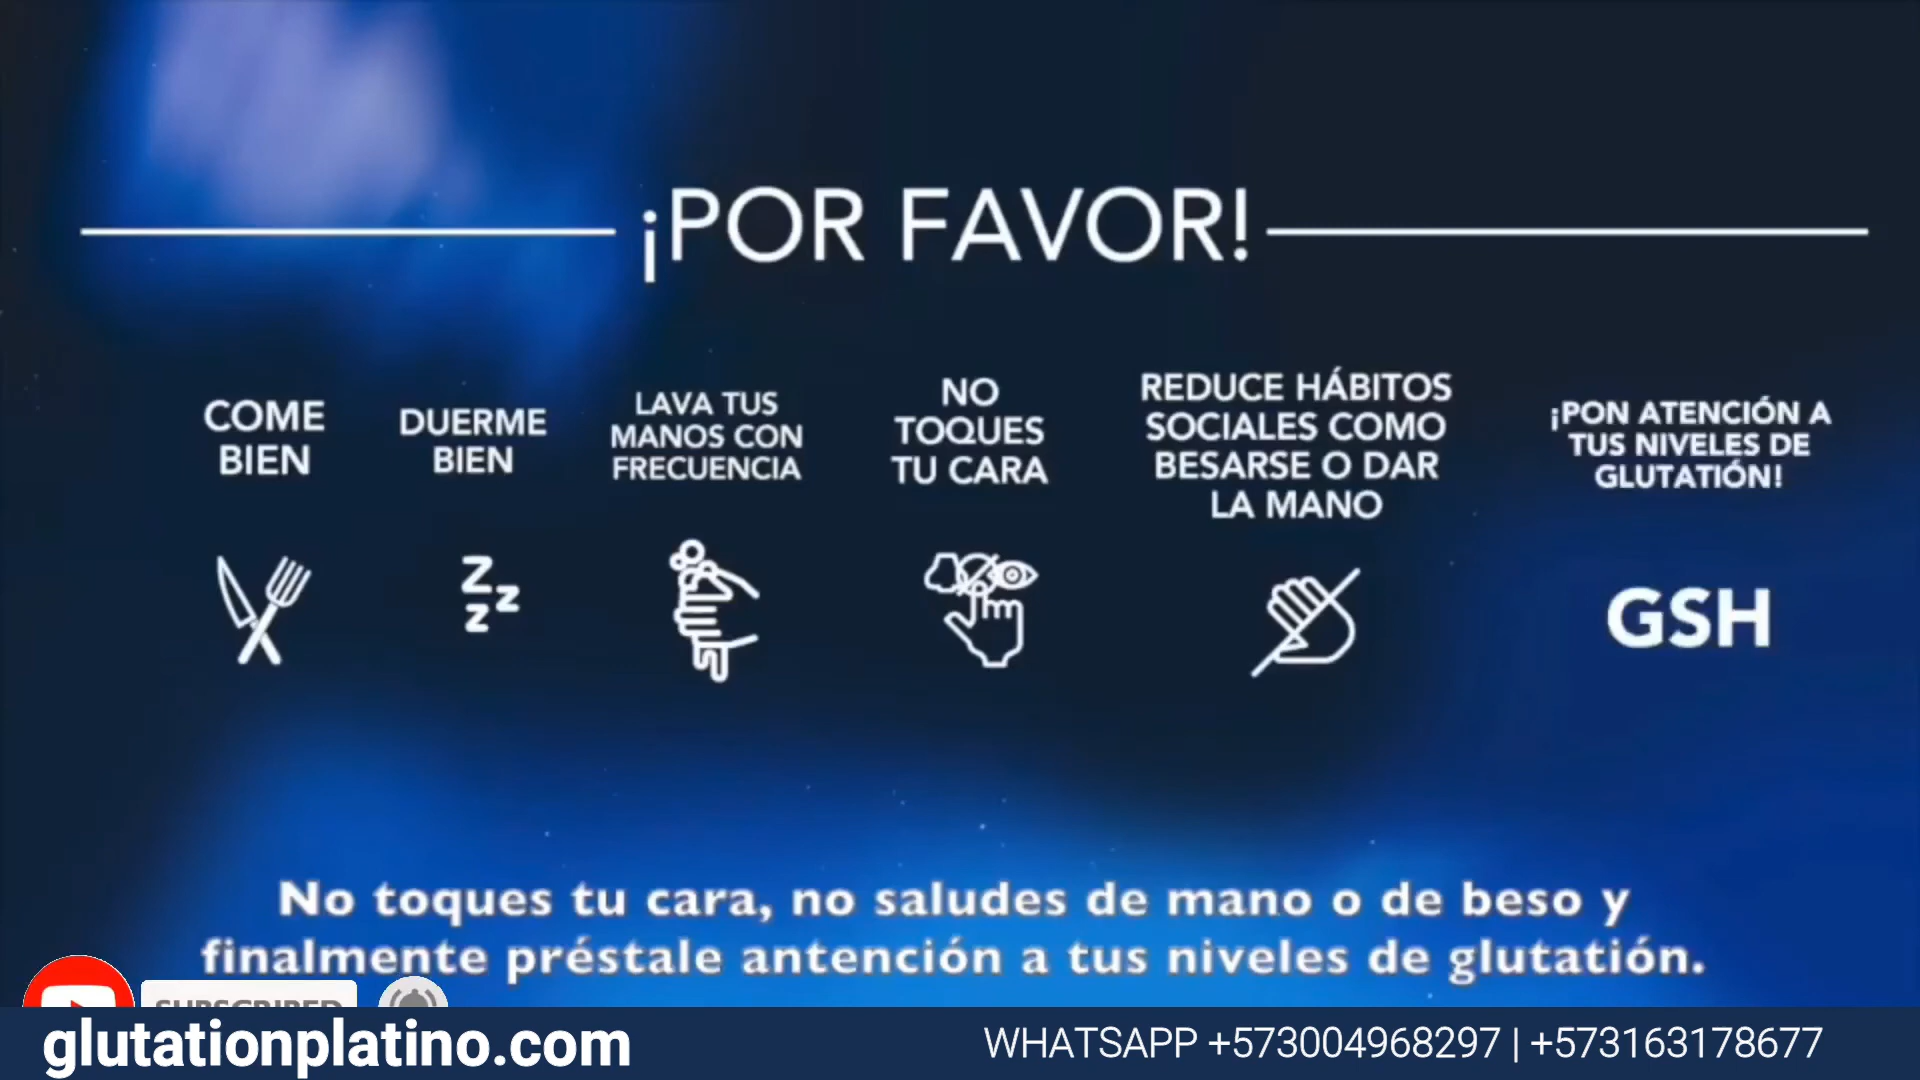 ¡POR FAVOR!
COME
BIEN
DUERME
BIEN
LAVA TUS
MANOS CON
FRECUENCIA
NO
TOQUES
TU CARA
REDUCE HÁBITOS
SOCIALES COMO
BESARSE O DAR
LA MANO
¡PON ATENCIÓN A
TUS NIVELES DE
GLUTATIÓN!
Z
Z
Z
GSH
No toques tu cara, no saludes de mano o de beso y
finalmente préstale antención a tus niveles de glutatión.
SUBSCRIBED
glutationplatino.com
WHATSAPP +573004968297 | +573163178677